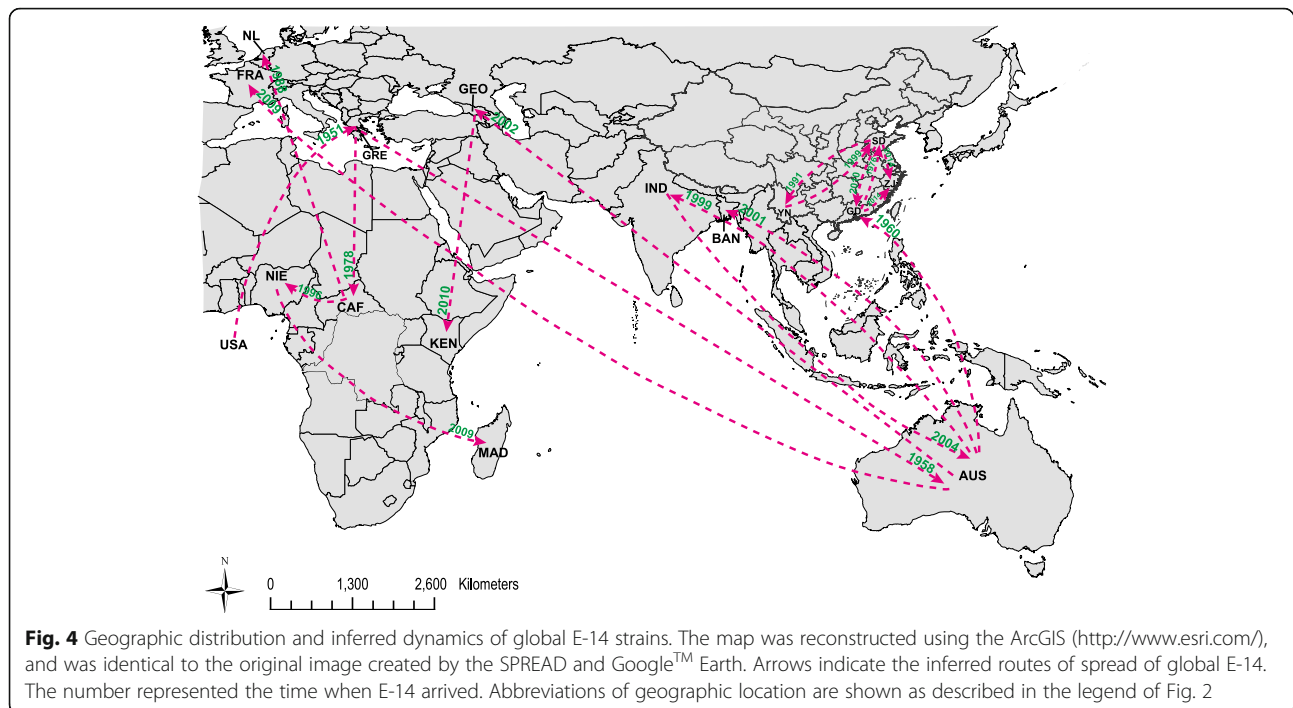 NL
FRA
1988
2009
GRE
1951
GEO
2002
SD
1999
1991
2010
ZJ
YN
GD
1960
IND
1999
2001
BAN
1978
NIE
1996
CAF
USA
2010
KEN
2009
MAD
2004
1958
AUS
N
0 1,300 2,600 Kilometers
Fig. 4 Geographic distribution and inferred dynamics of global E-14 strains. The map was reconstructed using the ArcGIS (http://www.esri.com/),
and was identical to the original image created by the SPREAD and Google™ Earth. Arrows indicate the inferred routes of spread of global E-14.
The number represented the time when E-14 arrived. Abbreviations of geographic location are shown as described in the legend of Fig. 2